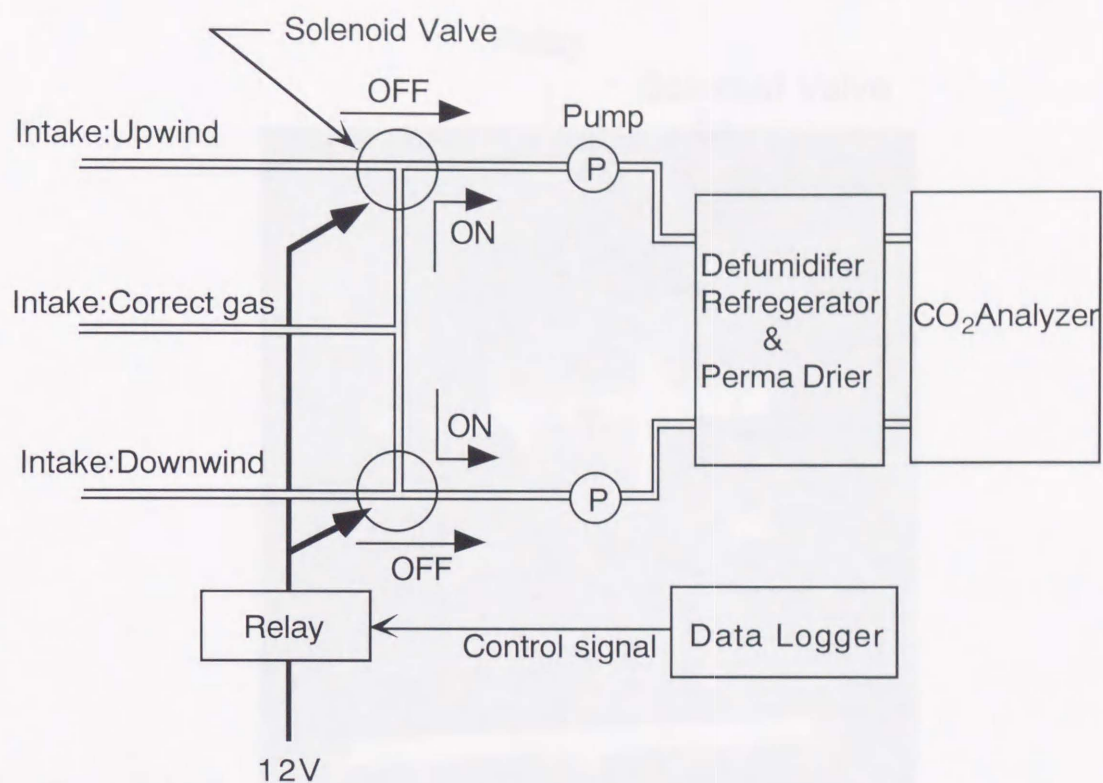 Solenoid Valve
OFF
Intake:Upwind
Pump
P
ON
Defumidifer
Refregerator
&
Perma Drier
CO₂Analyzer
Intake:Correct gas
ON
Intake:Downwind
P
OFF
Relay
Control signal
Data Logger
12V